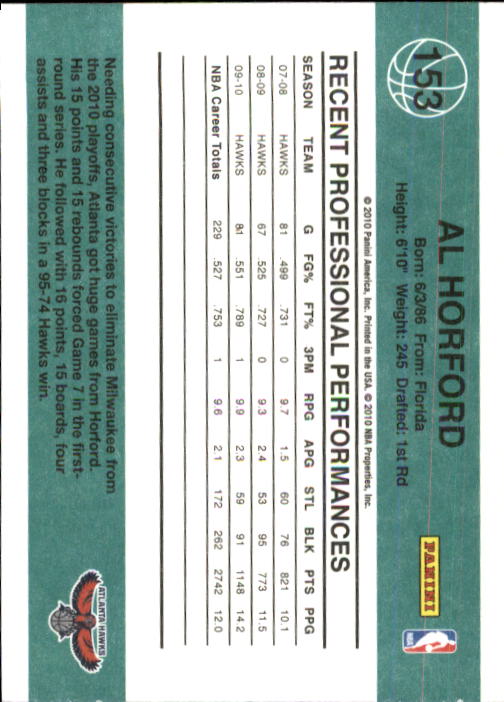 153
AL HORFORD
Born: 6/3/86 From: Florida
Height: 6'10" Weight: 245 Drafted: 1st Rd
PANINI
NBA
© 2010 Panini America, Inc. Printed in the USA. © 2010 NBA Properties, Inc.
RECENT PROFESSIONAL PERFORMANCES
SEASON TEAM G FG% FT% 3PM RPG APG STL BLK PTS PPG
07-08 HAWKS 81 .499 .731 0 9.7 1.5 60 76 821 10.1
08-09 HAWKS 67 .525 .727 0 9.3 2.4 53 95 773 11.5
09-10 HAWKS 81 .551 .789 1 9.9 2.3 59 91 1148 14.2
NBA Career Totals 229 .527 .753 1 9.6 2.1 172 262 2742 12.0
Needing consecutive victories to eliminate Milwaukee from
the 2010 playoffs, Atlanta got huge games from Horford.
His 15 points and 15 rebounds forced Game 7 in the first-
round series. He followed with 16 points, 15 boards, four
assists and three blocks in a 95-74 Hawks win.
ATLANTA HAWKS